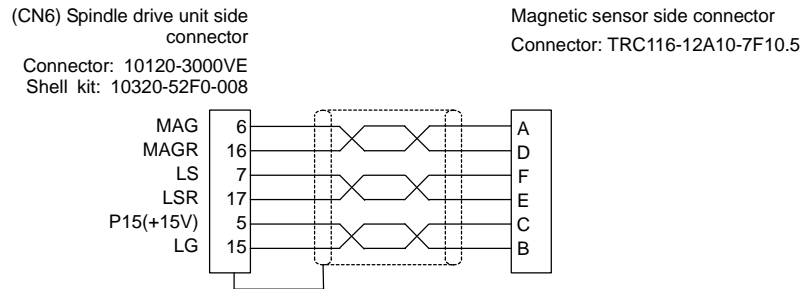 (CN6) Spindle drive unit side
connector
Connector: 10120-3000VE
Shell kit: 10320-52F0-008
Magnetic sensor side connector
Connector: TRC116-12A10-7F10.5
MAG 6 A
MAGR 16 D
LS 7 F
LSR 17 E
P15(+15V) 5 C
LG 15 B